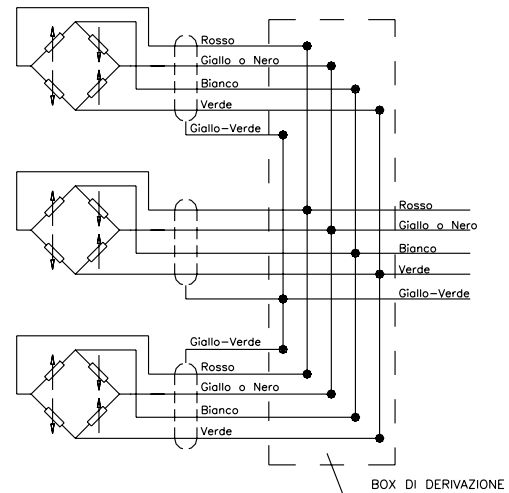 Rosso
Giallo o Nero
Bianco
Verde
Giallo-Verde
Rosso
Giallo o Nero
Bianco
Verde
Giallo-Verde
Giallo-Verde
Rosso
Giallo o Nero
Bianco
Verde
BOX DI DERIVAZIONE